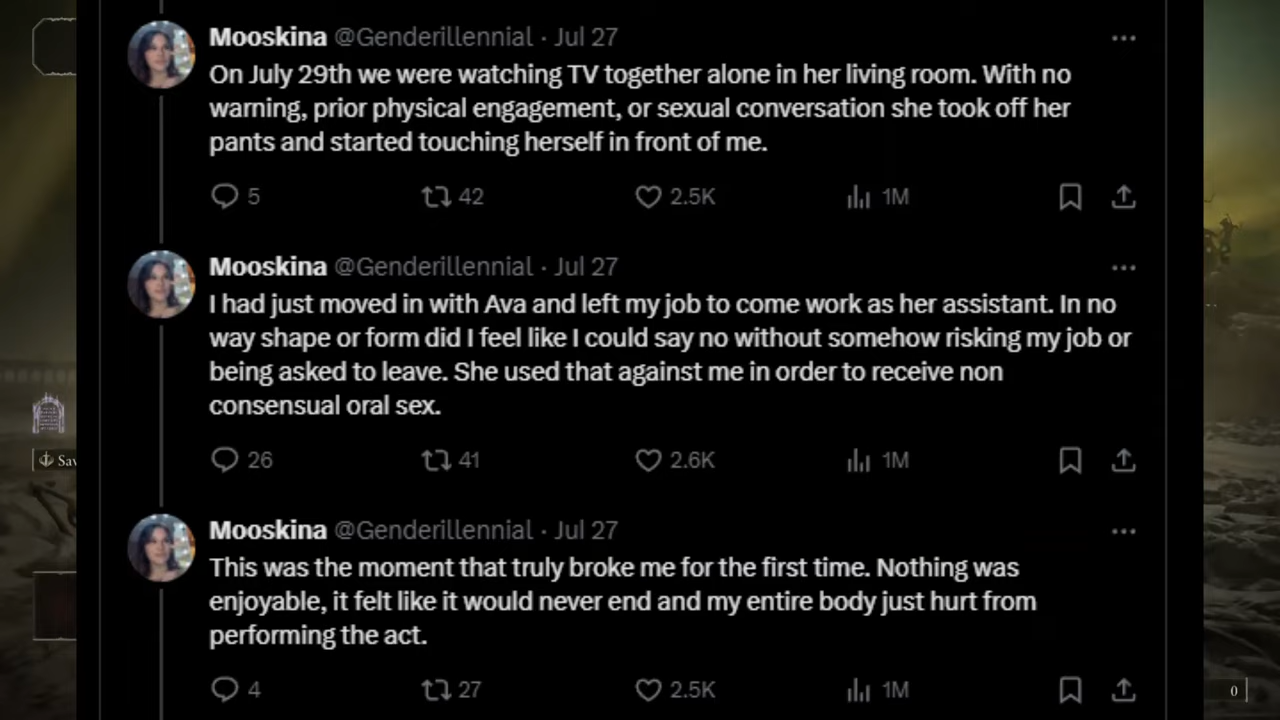 Mooskina @Genderillennial · Jul 27
On July 29th we were watching TV together alone in her living room. With no
warning, prior physical engagement, or sexual conversation she took off her
pants and started touching herself in front of me.
5 42 2.5K 1M
Mooskina @Genderillennial · Jul 27
I had just moved in with Ava and left my job to come work as her assistant. In no
way shape or form did I feel like I could say no without somehow risking my job or
being asked to leave. She used that against me in order to receive non
consensual oral sex.
26 41 2.6K 1M
Sav
Mooskina @Genderillennial · Jul 27
This was the moment that truly broke me for the first time. Nothing was
enjoyable, it felt like it would never end and my entire body just hurt from
performing the act.
4 27 2.5K 1M
0